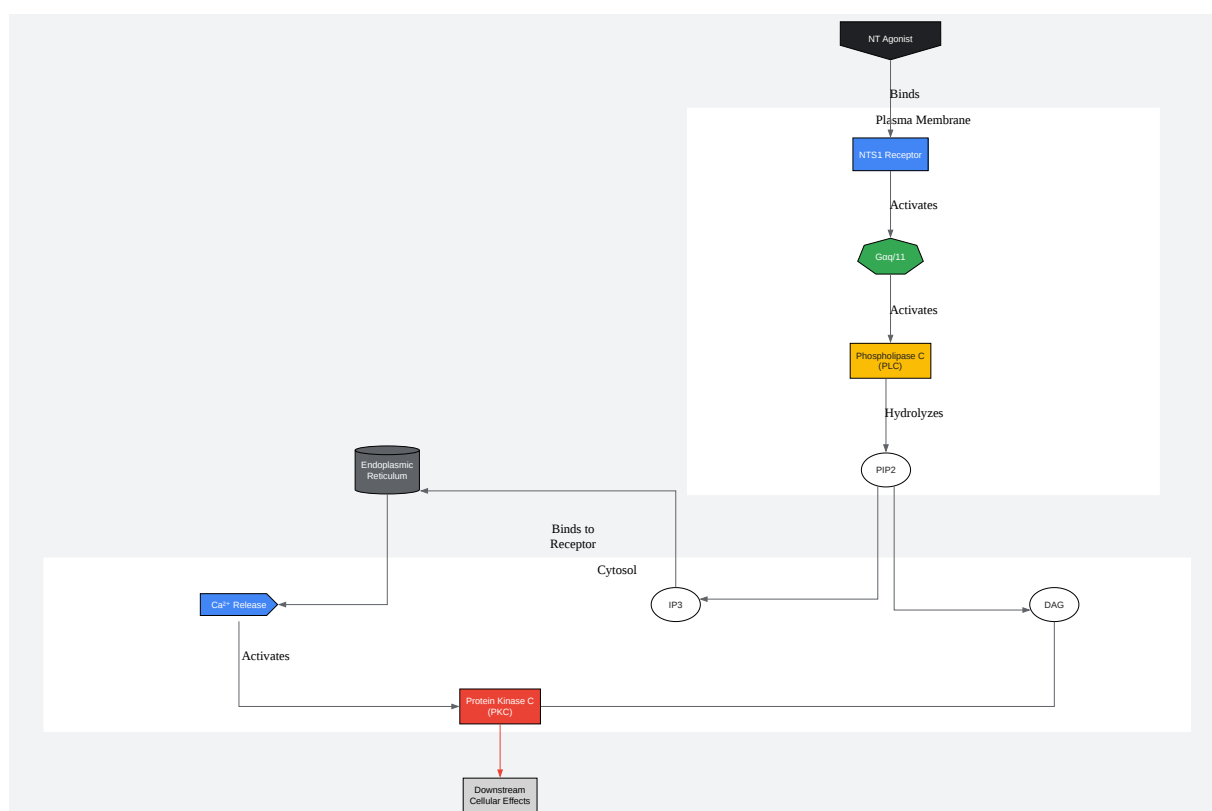 NT Agonist
Binds
Plasma Membrane
NTS1 Receptor
Activates
Gαq/11
Activates
Phospholipase C
(PLC)
Hydrolyzes
PIP2
Endoplasmic
Reticulum
Binds to
Receptor
Cytosol
Ca²⁺ Release
IP3
DAG
Activates
Protein Kinase C
(PKC)
Downstream
Cellular Effects